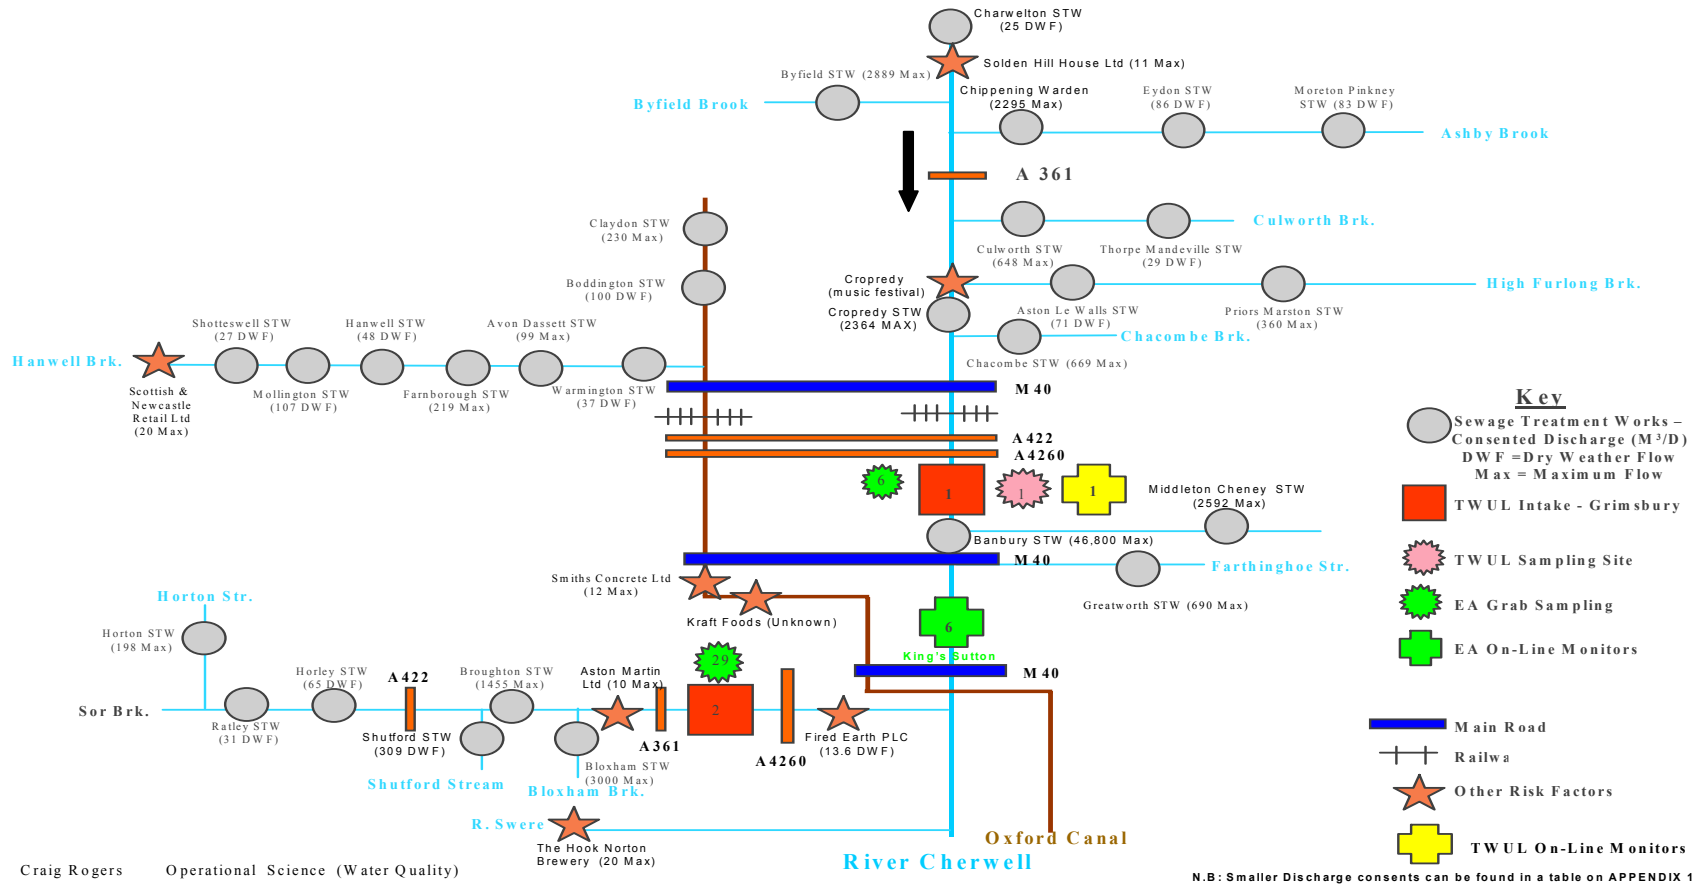 Charwelton STW
(25 DWF)
Solden Hill House Ltd (11 Max)
Byfield STW (2889 Max)
Byfield Brook
Chippening Warden
(2295 Max)
Eydon STW
(86 DWF)
Moreton Pinkney
STW (83 DWF)
Ashby Brook
A 361
Claydon STW
(230 Max)
Culworth Brk.
Culworth STW
(648 Max)
Thorpe Mandeville STW
(29 DWF)
Boddington STW
(100 DWF)
Cropredy
(music festival)
High Furlong Brk.
Cropredy STW
(2364 MAX)
Aston Le Walls STW
(71 DWF)
Priors Marston STW
(360 Max)
Shotteswell STW
(27 DWF)
Hanwell STW
(48 DWF)
Avon Dassett STW
(99 Max)
Chacombe Brk.
Hanwell Brk.
Chacombe STW (669 Max)
Scottish &
Newcastle
Retail Ltd
(20 Max)
Mollington STW
(107 DWF)
Farnborough STW
(219 Max)
Warmington STW
(37 DWF)
M 40
A 422
A 4260
6
1
1
1
Middleton Cheney STW
(2592 Max)
Banbury STW (46,800 Max)
M 40
Farthinghoe Str.
Smiths Concrete Ltd
(12 Max)
Greatworth STW (690 Max)
Kraft Foods (Unknown)
6
King's Sutton
M 40
Horton Str.
Horton STW
(198 Max)
Horley STW
(65 DWF)
A 422
Broughton STW
(1455 Max)
Aston Martin
Ltd (10 Max)
29
2
Sor Brk.
Ratley STW
(31 DWF)
Shutford STW
(309 DWF)
A 361
A 4260
Fired Earth PLC
(13.6 DWF)
Bloxham STW
(3000 Max)
Shutford Stream
Bloxham Brk.
R. Swere
The Hook Norton
Brewery (20 Max)
Oxford Canal
River Cherwell
Key
Sewage Treatment Works –
Consented Discharge (M³/D)
DWF =Dry Weather Flow
Max = Maximum Flow
TWUL Intake - Grimsbury
TWUL Sampling Site
EA Grab Sampling
EA On-Line Monitors
Main Road
Railwa
Other Risk Factors
TWUL On-Line Monitors
Craig Rogers Operational Science (Water Quality)
N.B: Smaller Discharge consents can be found in a table on APPENDIX 1